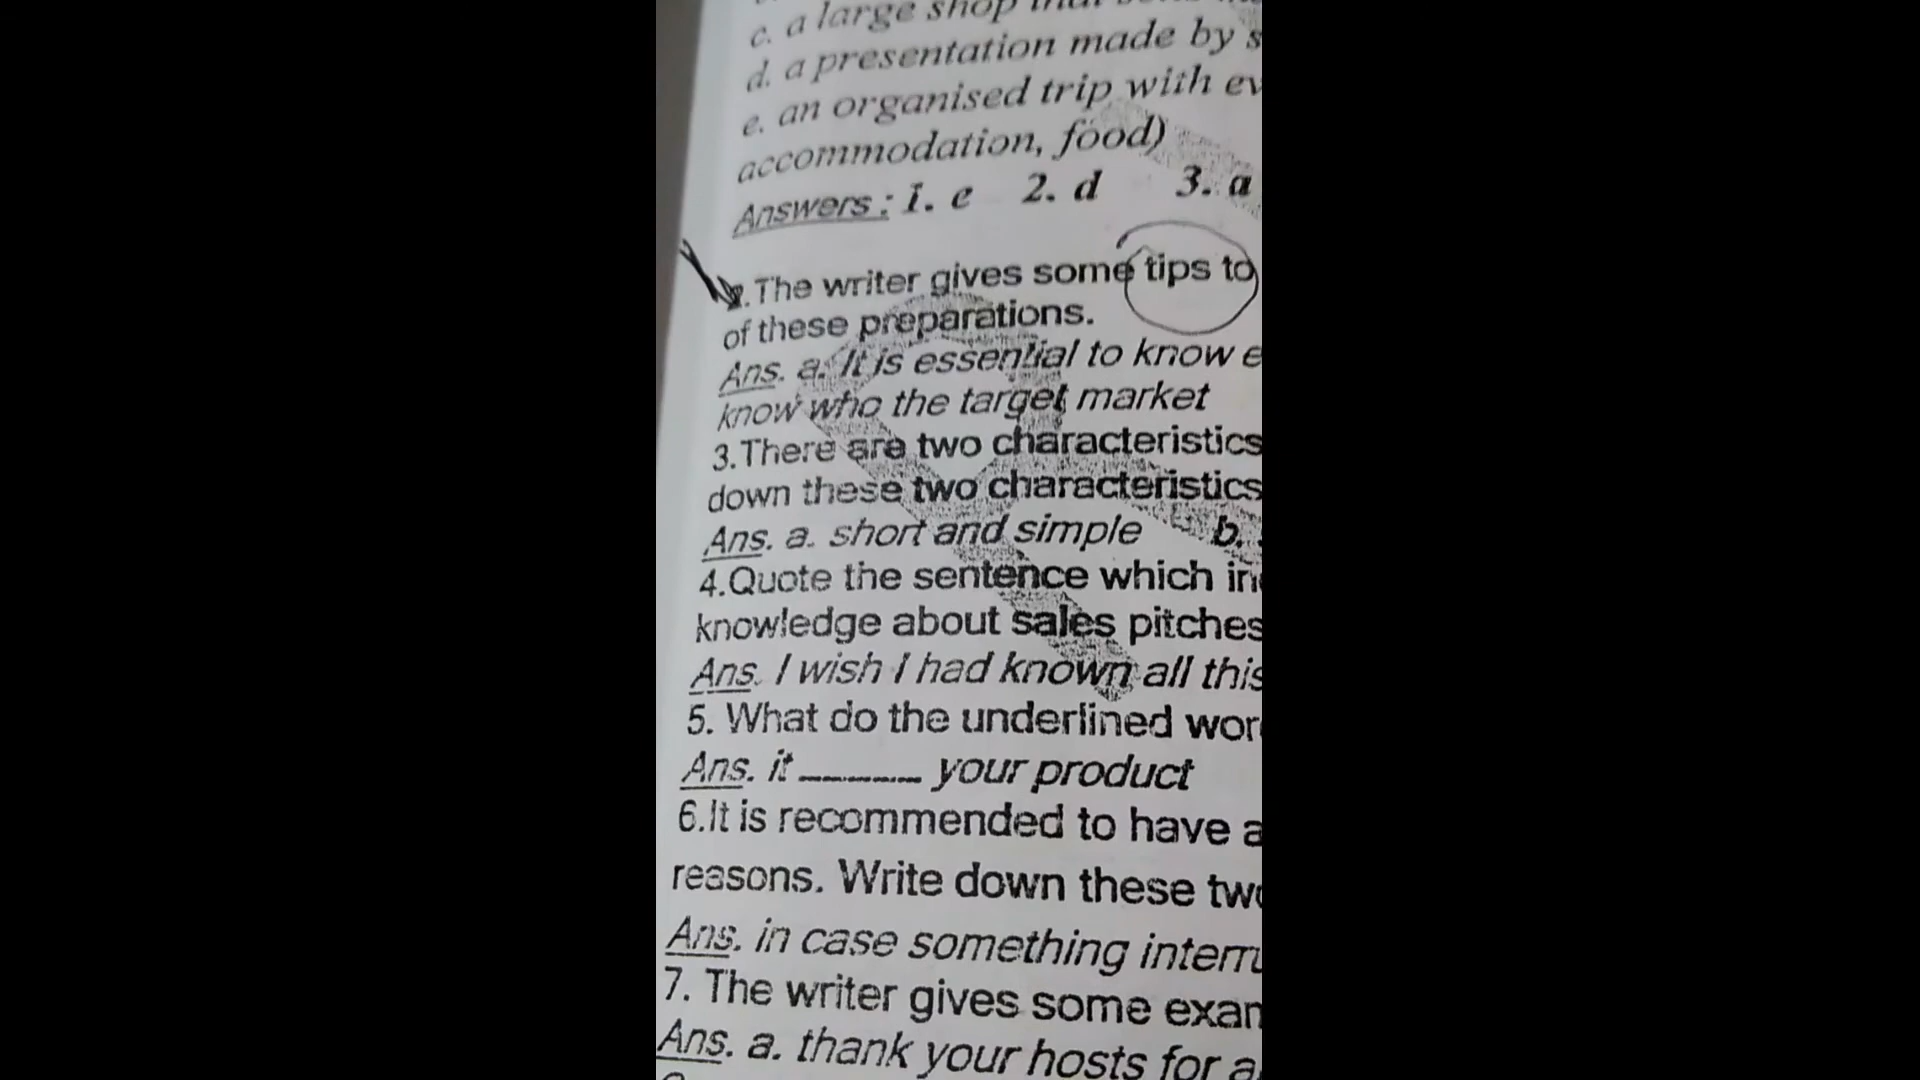 c. a large shop that
d. a presentation made by s
e. an organised trip with ev
accommodation, food)
Answers : 1. e 2. d 3. a
2.The writer gives some tips to
of these preparations.
Ans. a. It is essential to know e
know who the target market
3.There are two characteristics
down these two characteristics
Ans. a. short and simple b.
4.Quote the sentence which in
knowledge about sales pitches
Ans. I wish I had known all this
5. What do the underlined wor
Ans. it ______ your product
6.It is recommended to have a
reasons. Write down these tw
Ans. in case something interru
7. The writer gives some exam
Ans. a. thank your hosts for a